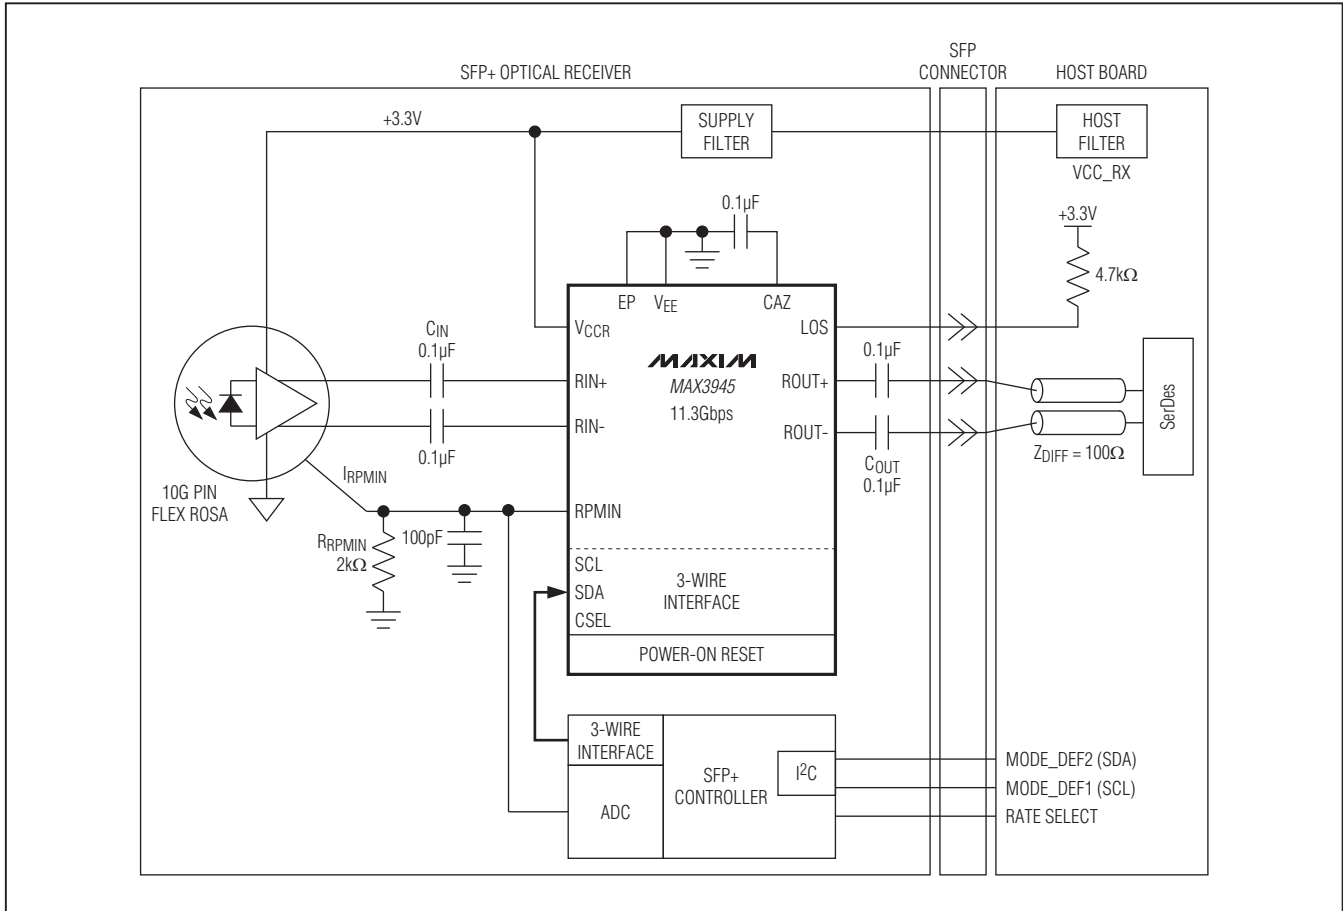 SFP+ OPTICAL RECEIVER
SFP
CONNECTOR
HOST BOARD
+3.3V
SUPPLY
FILTER
HOST
FILTER
VCC_RX
0.1µF
+3.3V
4.7kΩ
EP
VEE
CAZ
VCCR
LOS
CIN
0.1µF
MAXIM
MAX3945
11.3Gbps
RIN+
RIN-
0.1µF
ROUT+
ROUT-
0.1µF
COUT
0.1µF
ZDIFF = 100Ω
SerDes
10G PIN
FLEX ROSA
IRPMIN
RPMIN
RRPMIN
2kΩ
100pF
SCL
SDA
CSEL
3-WIRE
INTERFACE
POWER-ON RESET
3-WIRE
INTERFACE
ADC
SFP+
CONTROLLER
I²C
MODE_DEF2 (SDA)
MODE_DEF1 (SCL)
RATE SELECT